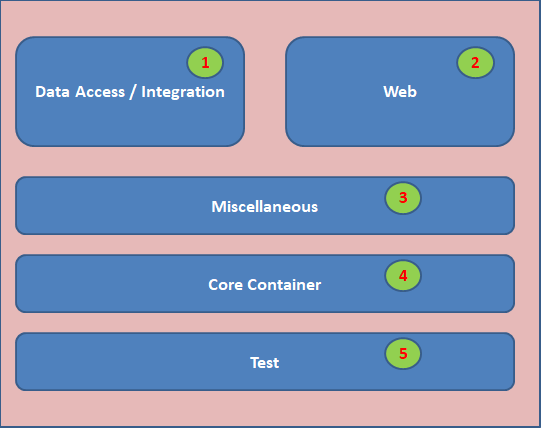 1
Data Access / Integration
2
Web
3
Miscellaneous
4
Core Container
5
Test